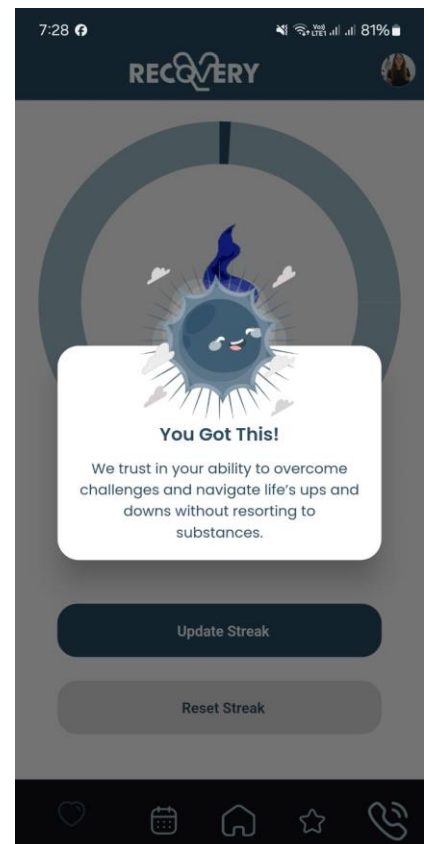 7:28 81%
RECOVERY
You Got This!
We trust in your ability to overcome
challenges and navigate life's ups and
downs without resorting to
substances.
Update Streak
Reset Streak